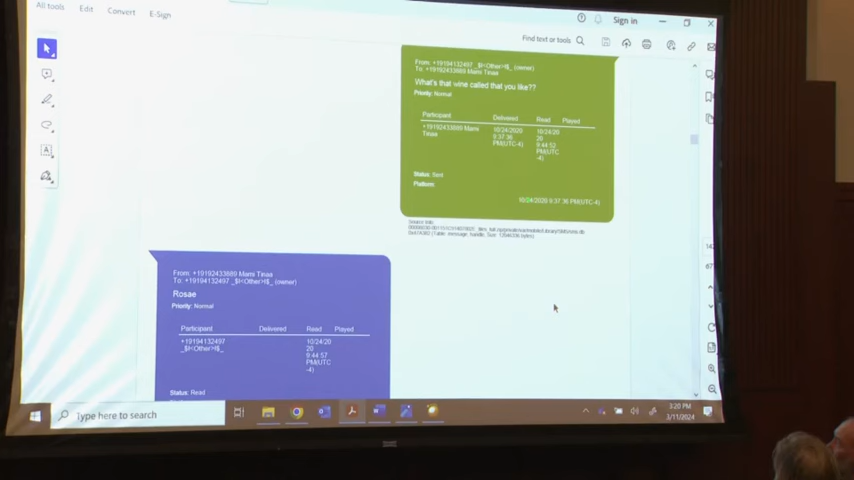 All tools Edit Convert E-Sign
Sign in
Find text or tools
From: +19194132497 _$!<Other>!$_ (owner)
To: +19192433889 Mami Tinaa
What's that wine called that you like??
Priority: Normal
Participant Delivered Read Played
+19192433889 Mami Tinaa
10/24/2020 9:37:36 PM(UTC-4)
10/24/20 20 9:44:52 PM(UTC -4)
Status: Sent
Platform:
10/24/2020 9:37:36 PM(UTC-4)
From: +19192433889 Mami Tinaa
To: +19194132497 _$!<Other>!$_ (owner)
Rosae
Priority: Normal
Participant Delivered Read Played
+19194132497 _$!<Other>!$_
10/24/20 20 9:44:57 PM(UTC -4)
Status: Read
Type here to search
3:20 PM
3/11/2024